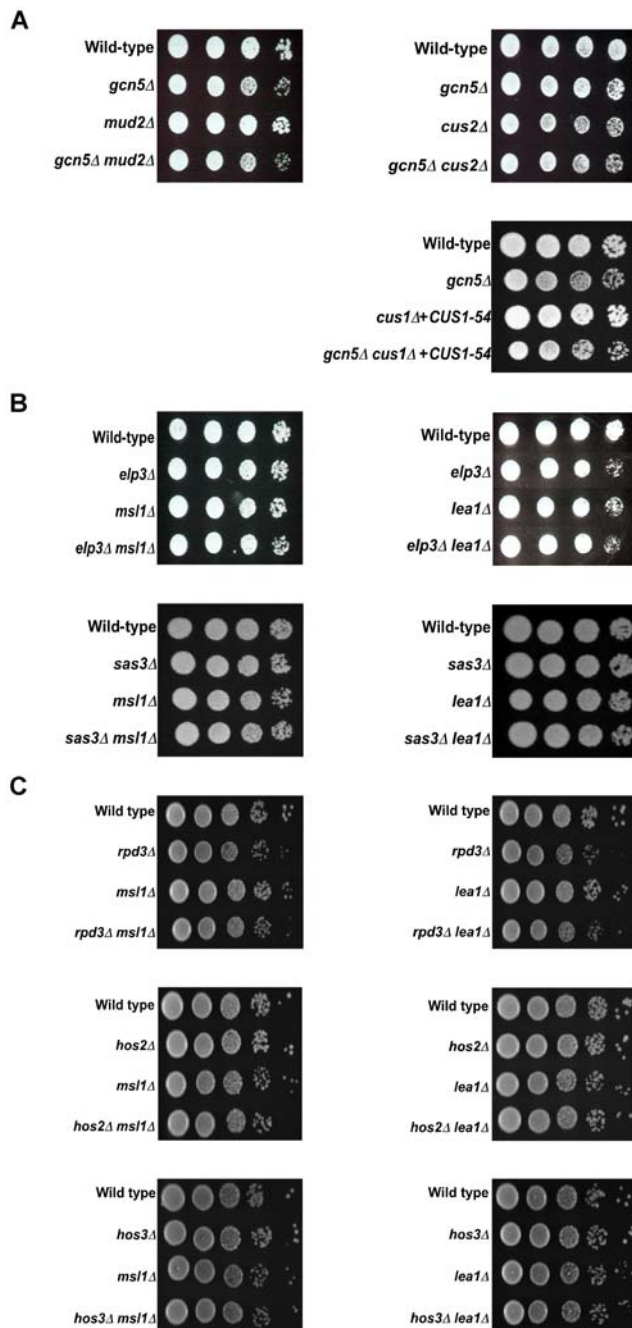 A
Wild-type
gcn5Δ
mud2Δ
gcn5Δ mud2Δ
Wild-type
gcn5Δ
cus2Δ
gcn5Δ cus2Δ
Wild-type
gcn5Δ
cus1Δ+CUS1-54
gcn5Δ cus1Δ +CUS1-54
B
Wild-type
elp3Δ
msl1Δ
elp3Δ msl1Δ
Wild-type
elp3Δ
lea1Δ
elp3Δ lea1Δ
Wild-type
sas3Δ
msl1Δ
sas3Δ msl1Δ
Wild-type
sas3Δ
lea1Δ
sas3Δ lea1Δ
C
Wild type
rpd3Δ
msl1Δ
rpd3Δ msl1Δ
Wild type
rpd3Δ
lea1Δ
rpd3Δ lea1Δ
Wild type
hos2Δ
msl1Δ
hos2Δ msl1Δ
Wild type
hos2Δ
lea1Δ
hos2Δ lea1Δ
Wild type
hos3Δ
msl1Δ
hos3Δ msl1Δ
Wild type
hos3Δ
lea1Δ
hos3Δ lea1Δ